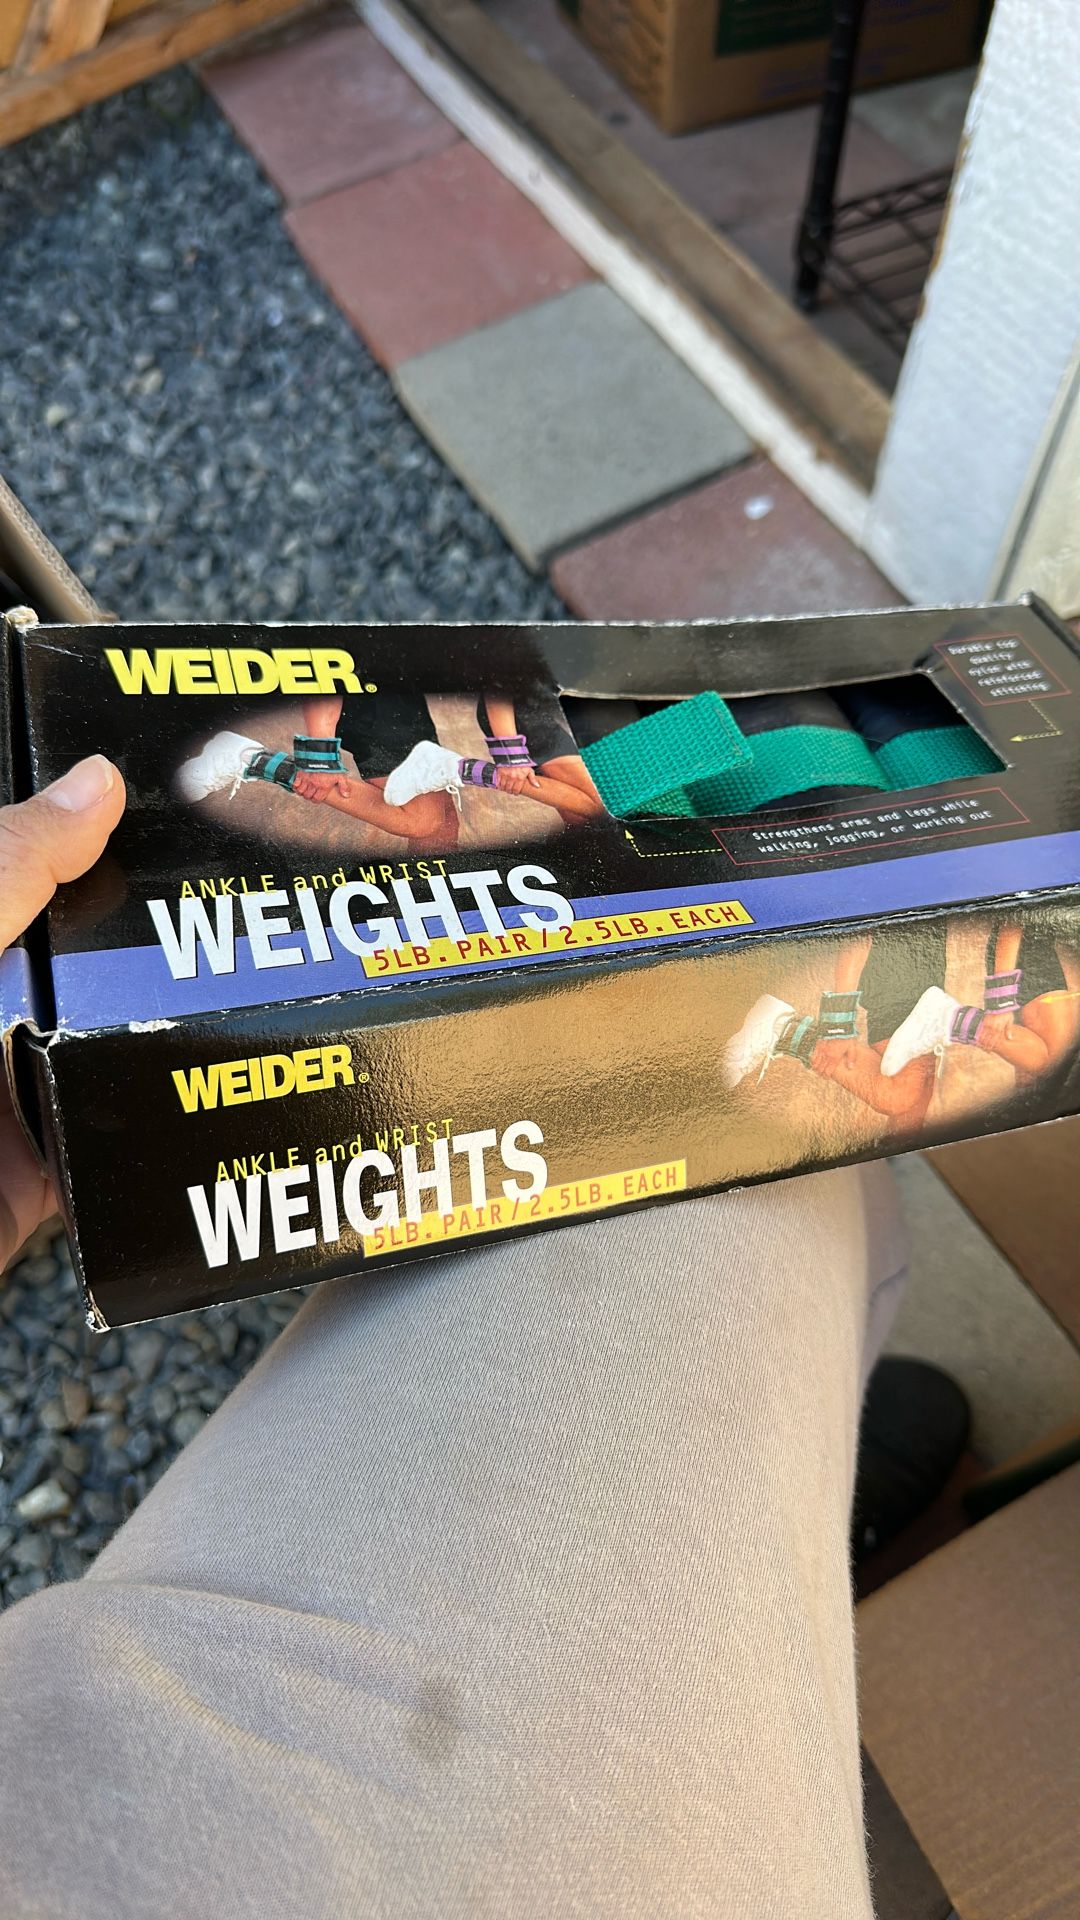 WEIDER®
Durable top
quality
nylon with
reinforced
stitching
Strengthens arms and legs while
walking, jogging, or working out
ANKLE and WRIST
WEIGHTS
5LB. PAIR / 2.5LB. EACH
WEIDER®
ANKLE and WRIST
WEIGHTS
5LB. PAIR / 2.5LB. EACH